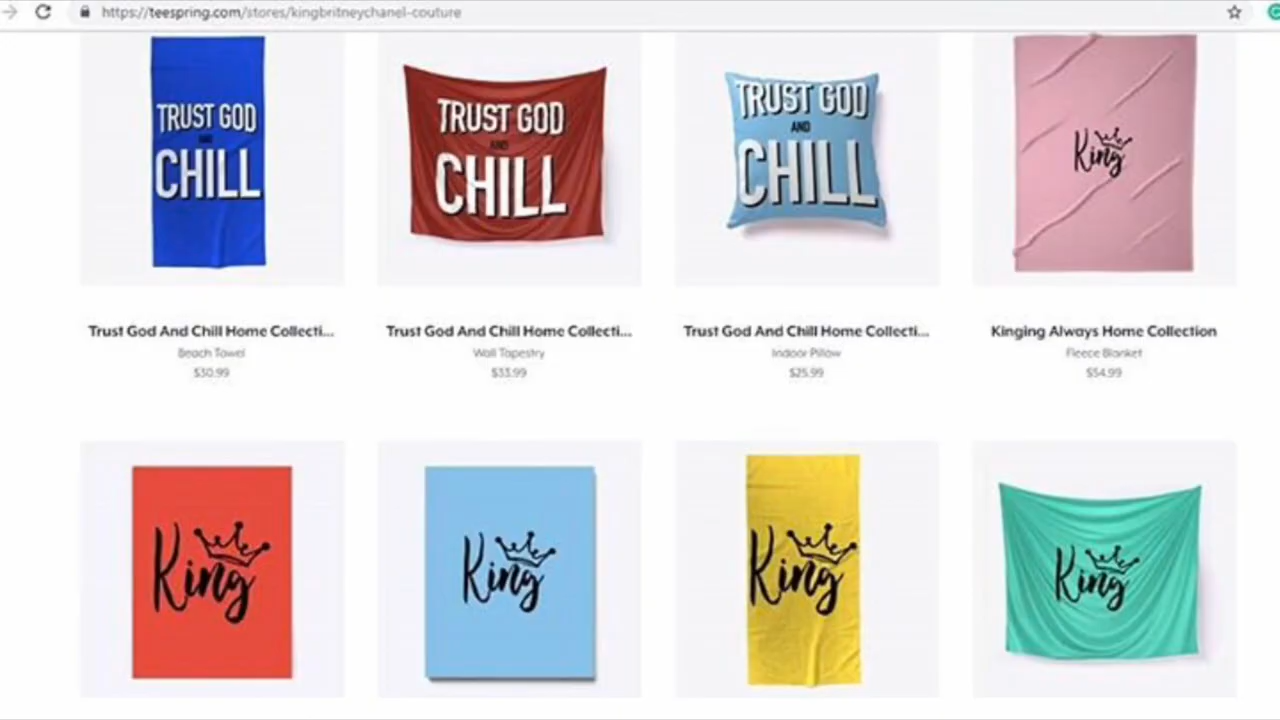 https://teespring.com/stores/kingbritneychanel-couture
TRUST GOD
AND
CHILL
TRUST GOD
AND
CHILL
TRUST GOD
AND
CHILL
King
Trust God And Chill Home Collecti...
Beach Towel
$30.99
Trust God And Chill Home Collecti...
Wall Tapestry
$33.99
Trust God And Chill Home Collecti...
Indoor Pillow
$25.99
Kinging Always Home Collection
Fleece Blanket
$54.99
King
King
King
King